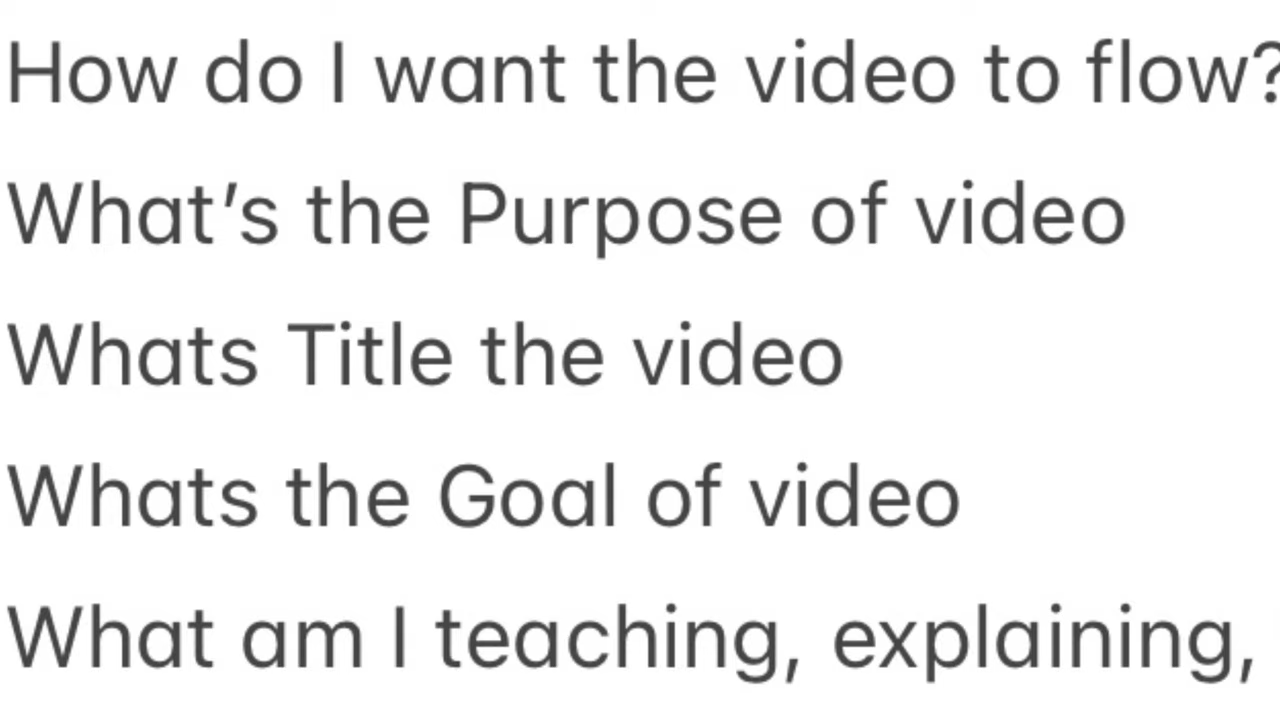 How do I want the video to flow?
What’s the Purpose of video
Whats Title the video
Whats the Goal of video
What am I teaching, explaining,